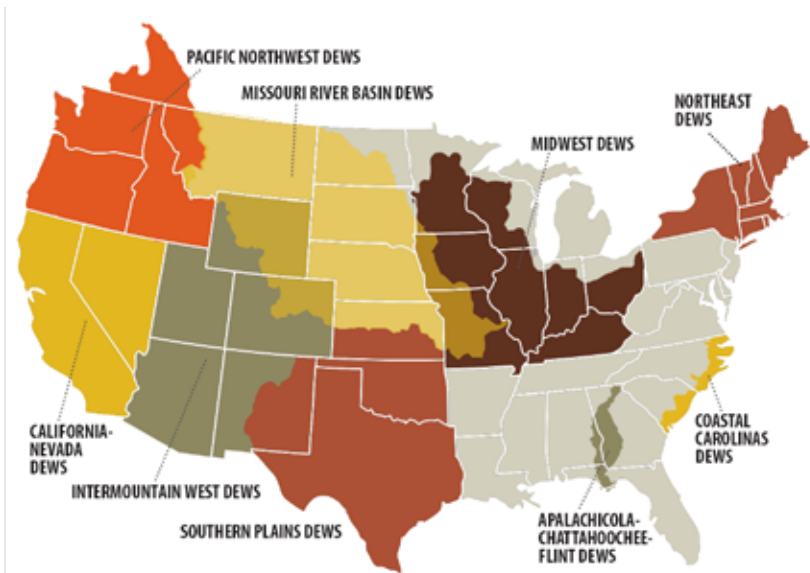 PACIFIC NORTHWEST DEWS
MISSOURI RIVER BASIN DEWS
NORTHEAST
DEWS
MIDWEST DEWS
CALIFORNIA-
NEVADA
DEWS
INTERMOUNTAIN WEST DEWS
SOUTHERN PLAINS DEWS
COASTAL
CAROLINAS
DEWS
APALACHICOLA-
CHATTAHOOCHEE-
FLINT DEWS